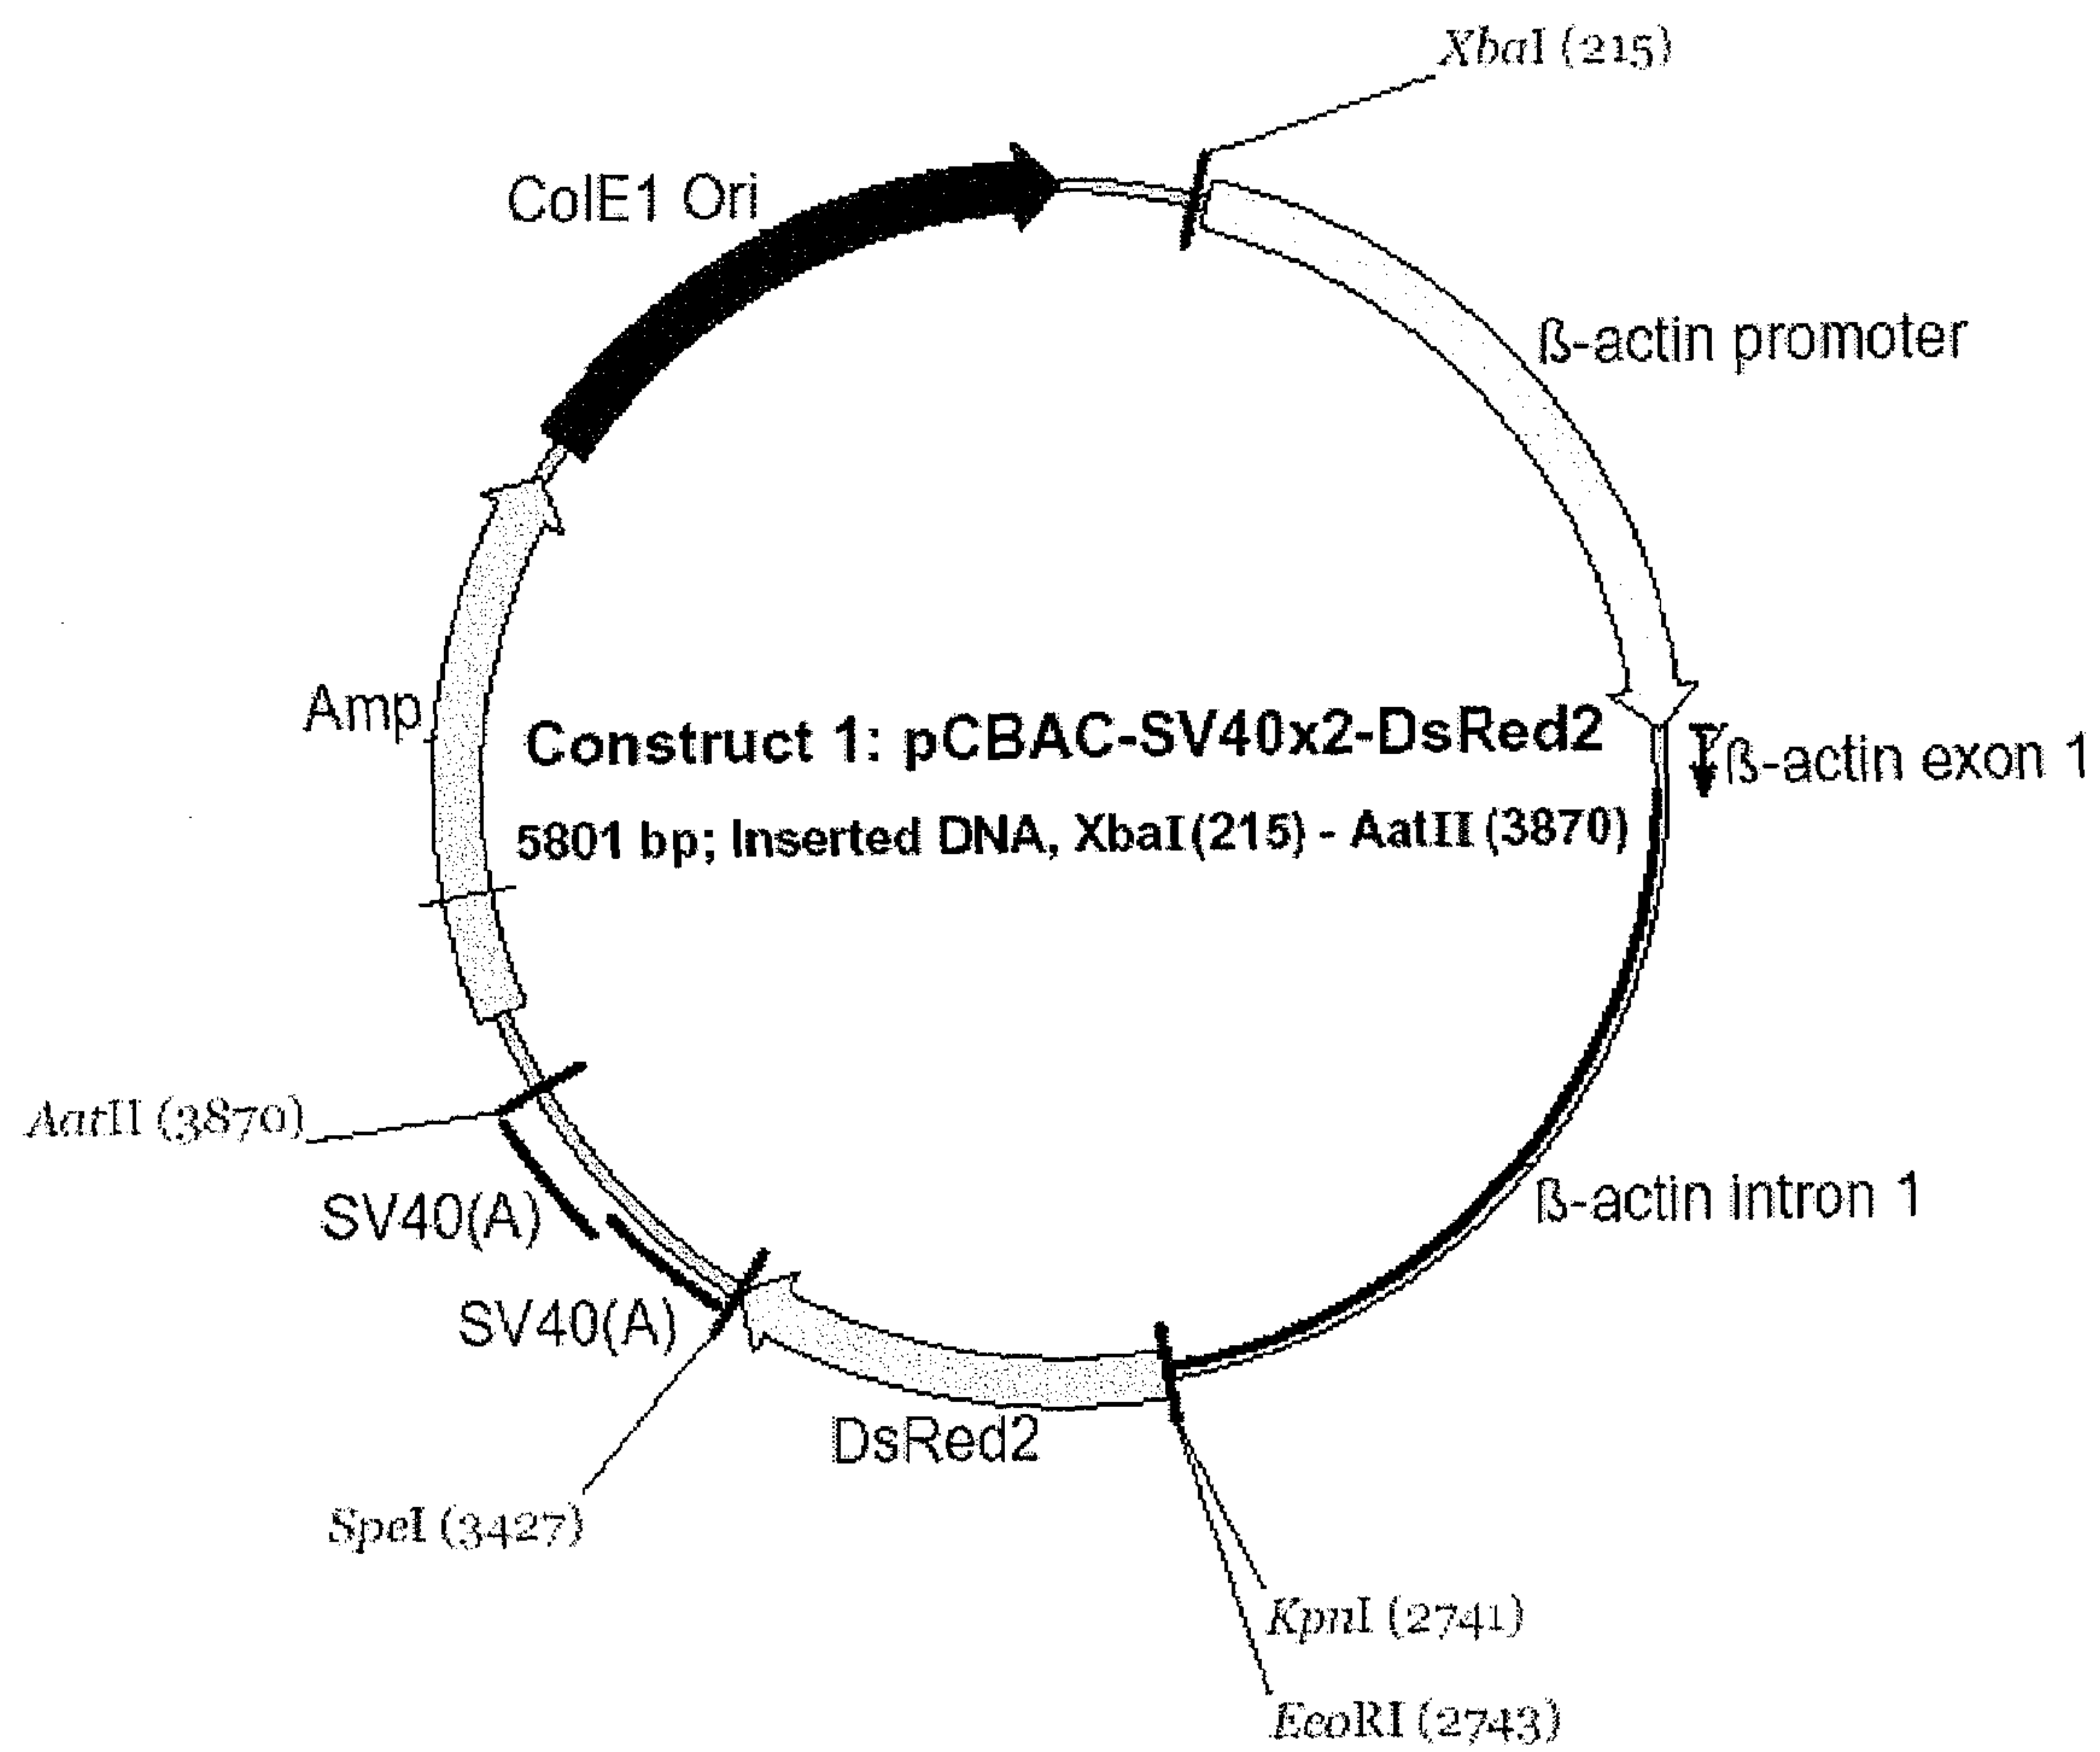 XbaI (215)
ColE1 Ori
ß-actin promoter
Amp
Construct 1: pCBAC-SV40x2-DsRed2
ß-actin exon 1
5801 bp; Inserted DNA, XbaI(215) - AatII (3870)
AatII (3870)
ß-actin intron 1
SV40(A)
SV40(A)
DsRed2
SpeI (3427)
KpnI (2741)
EcoRI (2743)